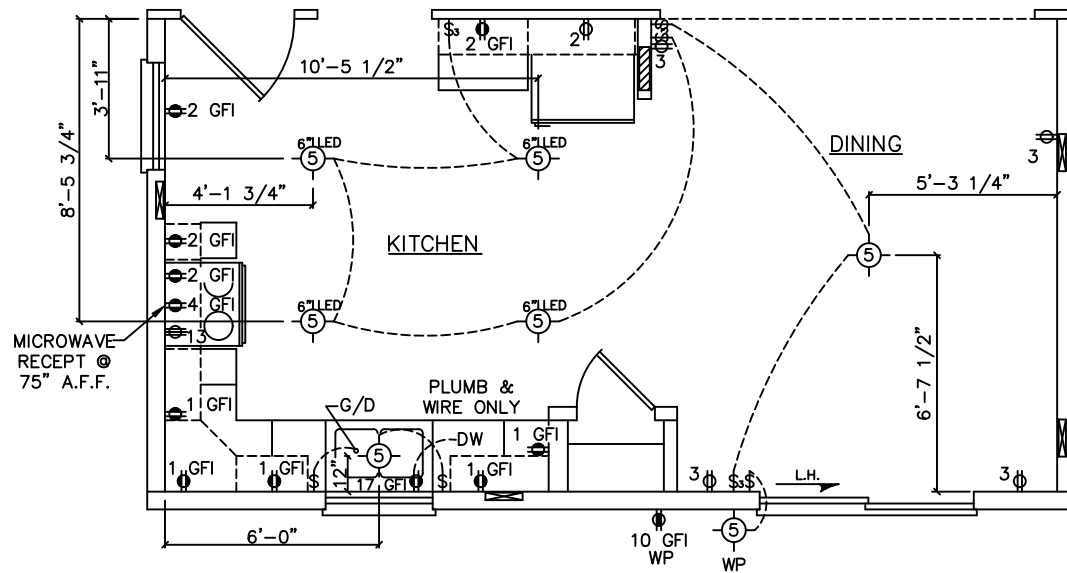 S3
2 GFI
2
S
S3
3
10'-5 1/2"
3'-11"
2 GFI
8'-5 3/4"
6" LED
5
6" LED
5
DINING
3
4'-1 3/4"
5'-3 1/4"
KITCHEN
2 GFI
5
2 GFI
4 GFI
6" LED
5
6" LED
5
13
MICROWAVE
RECEPT @
75" A.F.F.
6'-7 1/2"
PLUMB &
WIRE ONLY
1 GFI
G/D
DW
1 GFI
5
12"
1 GFI
1 GFI
S
17 GFI
S
1 GFI
3
S3
S
L.H.
3
10 GFI
WP
5
WP
6'-0"